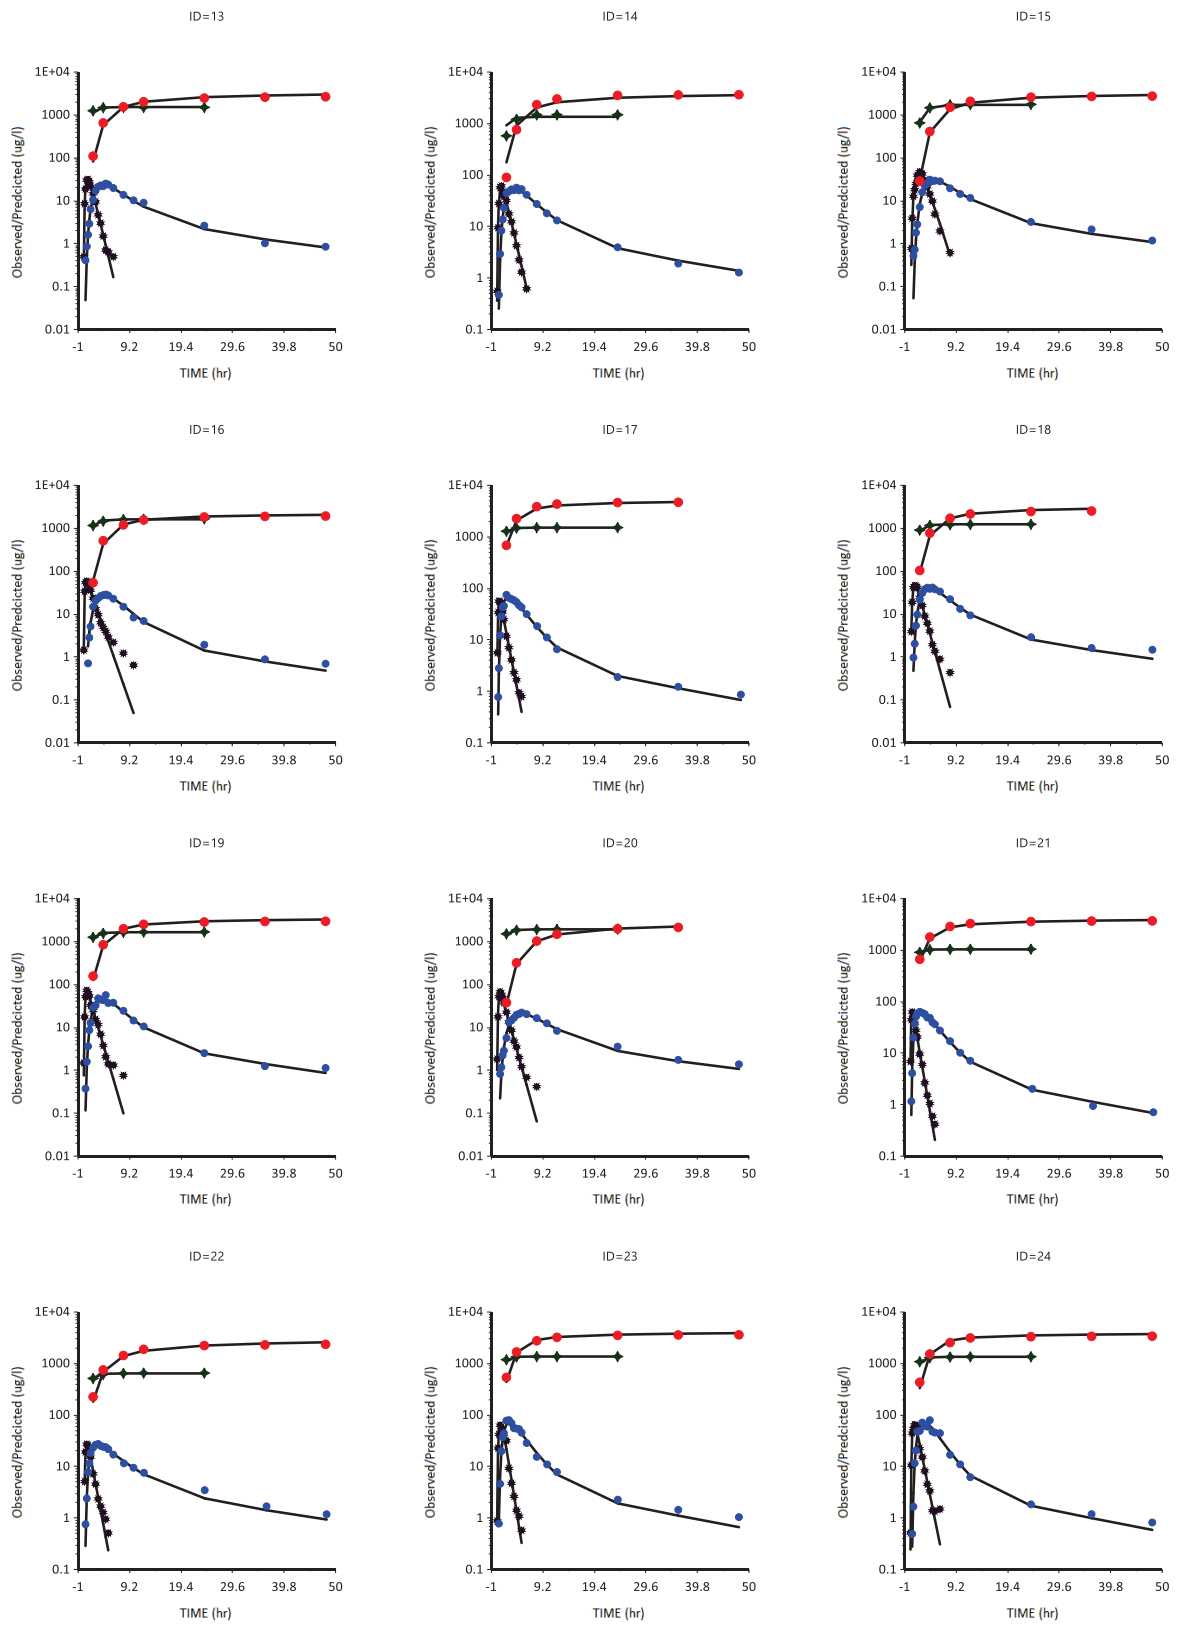 ID=13
ID=14
ID=15
1E+04
1000
100
10
1
0.1
0.01
-1 9.2 19.4 29.6 39.8 50
TIME (hr)
Observed/Predcicted (ug/l)
1E+04
1000
100
10
1
0.1
-1 9.2 19.4 29.6 39.8 50
TIME (hr)
Observed/Predcicted (ug/l)
1E+04
1000
100
10
1
0.1
0.01
-1 9.2 19.4 29.6 39.8 50
TIME (hr)
Observed/Predcicted (ug/l)
ID=16
ID=17
ID=18
1E+04
1000
100
10
1
0.1
0.01
-1 9.2 19.4 29.6 39.8 50
TIME (hr)
Observed/Predcicted (ug/l)
1E+04
1000
100
10
1
0.1
-1 9.2 19.4 29.6 39.8 50
TIME (hr)
Observed/Predcicted (ug/l)
1E+04
1000
100
10
1
0.1
0.01
-1 9.2 19.4 29.6 39.8 50
TIME (hr)
Observed/Predcicted (ug/l)
ID=19
ID=20
ID=21
1E+04
1000
100
10
1
0.1
0.01
-1 9.2 19.4 29.6 39.8 50
TIME (hr)
Observed/Predcicted (ug/l)
1E+04
1000
100
10
1
0.1
0.01
-1 9.2 19.4 29.6 39.8 50
TIME (hr)
Observed/Predcicted (ug/l)
1E+04
1000
100
10
1
0.1
-1 9.2 19.4 29.6 39.8 50
TIME (hr)
Observed/Predcicted (ug/l)
ID=22
ID=23
ID=24
1E+04
1000
100
10
1
0.1
-1 9.2 19.4 29.6 39.8 50
TIME (hr)
Observed/Predcicted (ug/l)
1E+04
1000
100
10
1
0.1
-1 9.2 19.4 29.6 39.8 50
TIME (hr)
Observed/Predcicted (ug/l)
1E+04
1000
100
10
1
0.1
-1 9.2 19.4 29.6 39.8 50
TIME (hr)
Observed/Predcicted (ug/l)